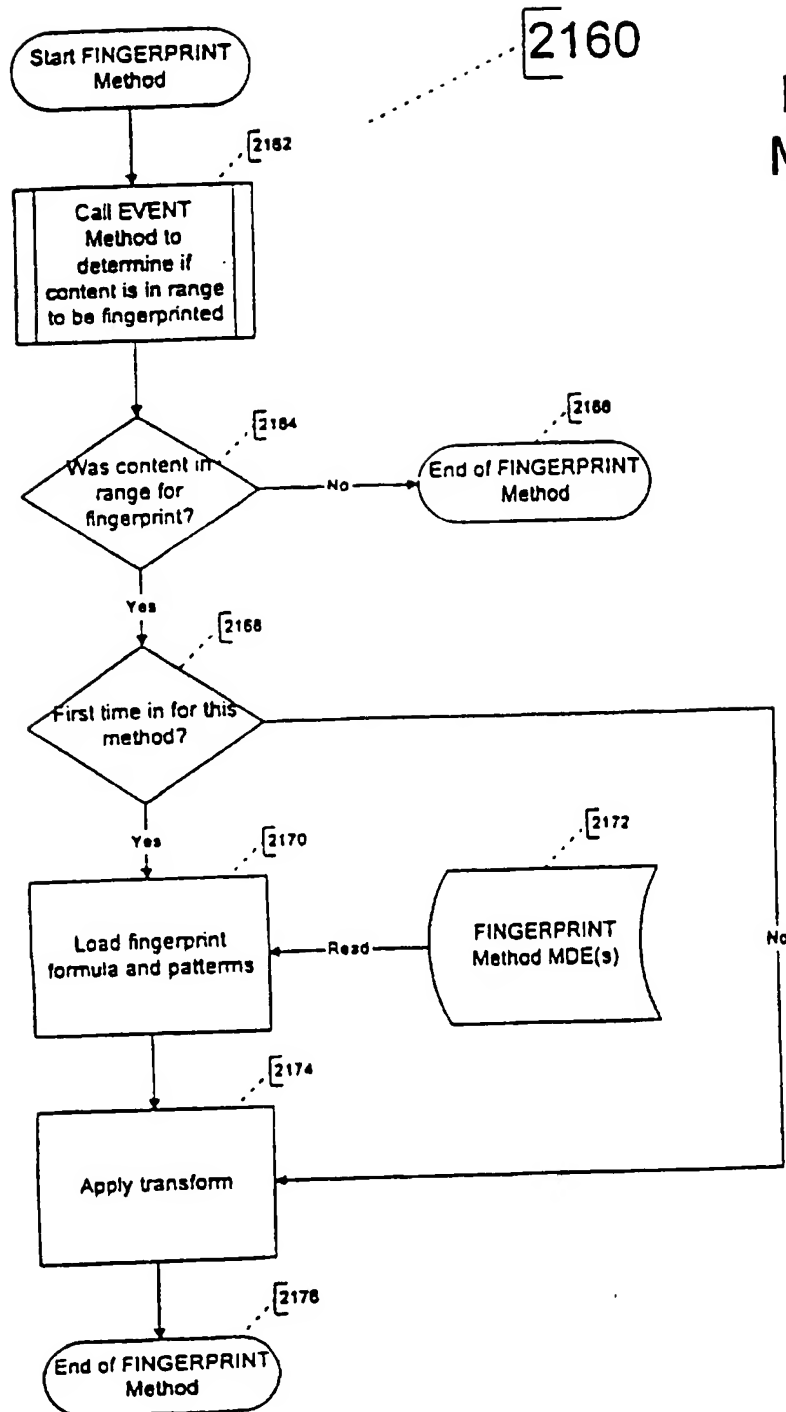 2160
Start FINGERPRINT
Method
2162
Call EVENT
Method to
determine if
content is in range
to be fingerprinted
2164
Was content in
range for
fingerprint?
No
2166
End of FINGERPRINT
Method
Yes
2168
First time in for this
method?
Yes
No
2170
Load fingerprint
formula and patterms
Read
2172
FINGERPRINT
Method MDE(s)
2174
Apply transform
2176
End of FINGERPRINT
Method